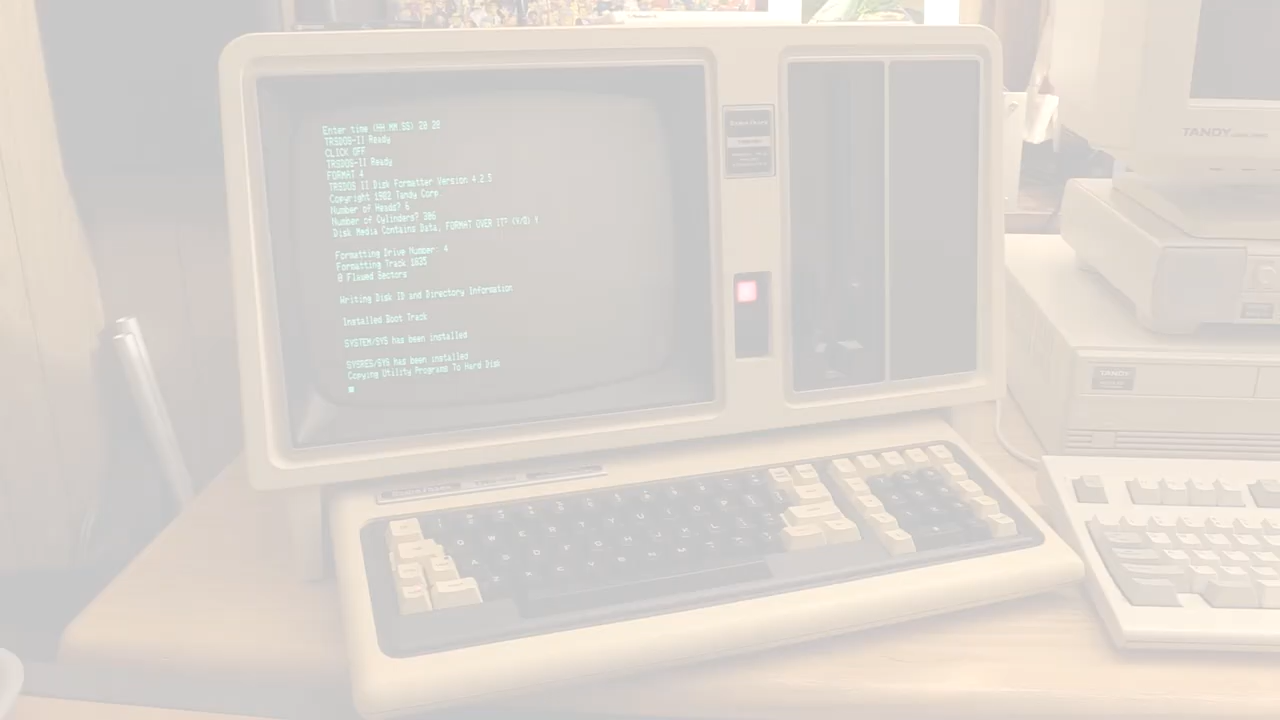 Enter time (HH.MM.SS) 20.20
TRSDOS-II Ready
CLICK OFF
TRSDOS-II Ready
FORMAT 4
TRSDOS II Disk Formatter Version 4.2.5
Copyright 1982 Tandy Corp
Number of Heads? 6
Number of Cylinders? 306
Disk Media Contains Data, FORMAT OVER IT? (Y/Q) Y
Formatting Drive Number: 4
Formatting Track 1835
0 Flawed Sectors
Writing Disk ID and Directory Information
Installed Boot Track
SYSTEM/SYS has been installed
SYSRES/SYS has been installed
Copying Utility Programs To Hard Disk
TANDY
TANDY